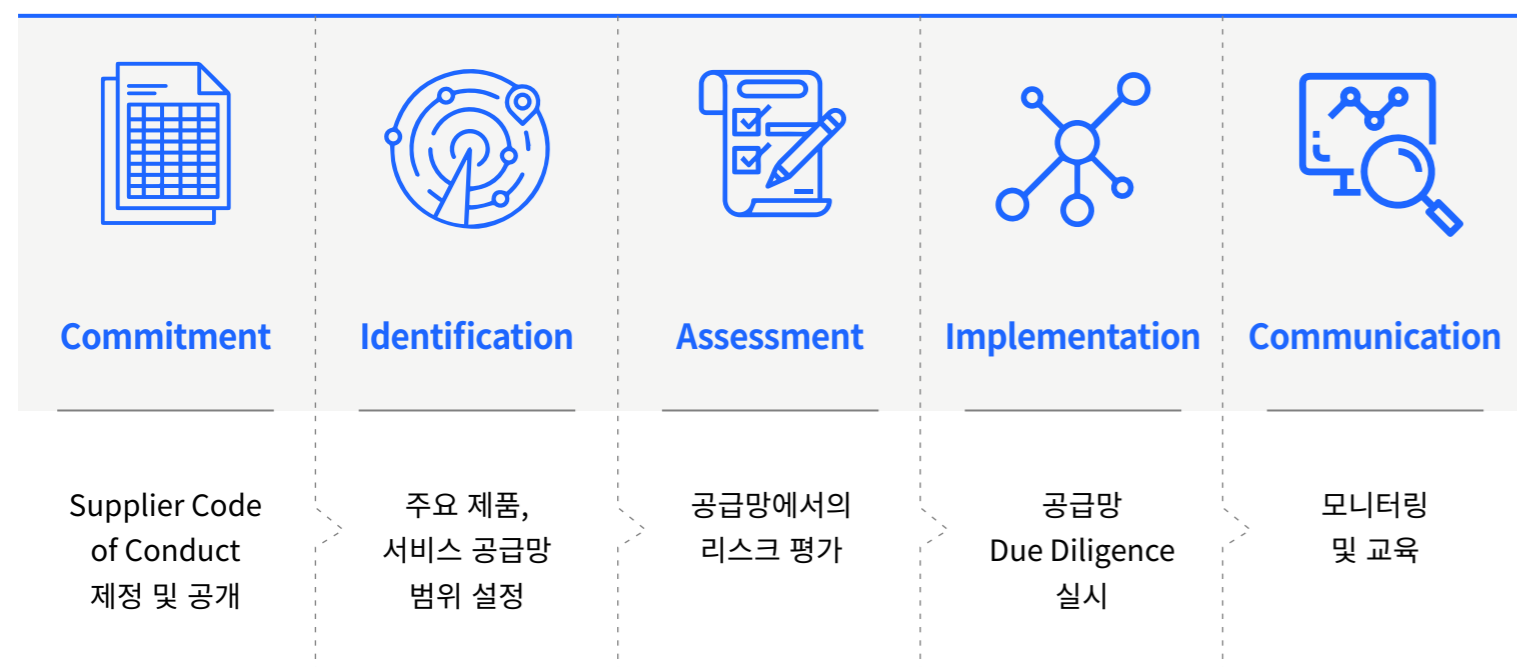 Commitment
Identification
Assessment
Implementation
Communication
Supplier Code
of Conduct
제정 및 공개
주요 제품,
서비스 공급망
범위 설정
공급망에서의
리스크 평가
공급망
Due Diligence
실시
모니터링
및 교육